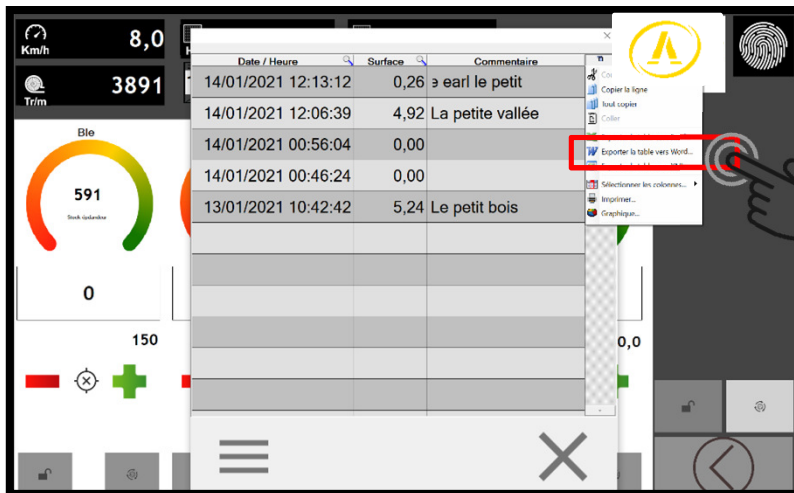 Km/h
8,0
Tr/m
3891
Ble
591
Stock épandeur
0
150
Date / Heure Surface Commentaire
14/01/2021 12:13:12 0,26 earl le petit
14/01/2021 12:06:39 4,92 La petite vallée
14/01/2021 00:56:04 0,00
14/01/2021 00:46:24 0,00
13/01/2021 10:42:42 5,24 Le petit bois
Copier la ligne
Tout copier
Coller
Exporter la table vers Word...
Sélectionner les colonnes...
Imprimer...
Graphique...
0,0